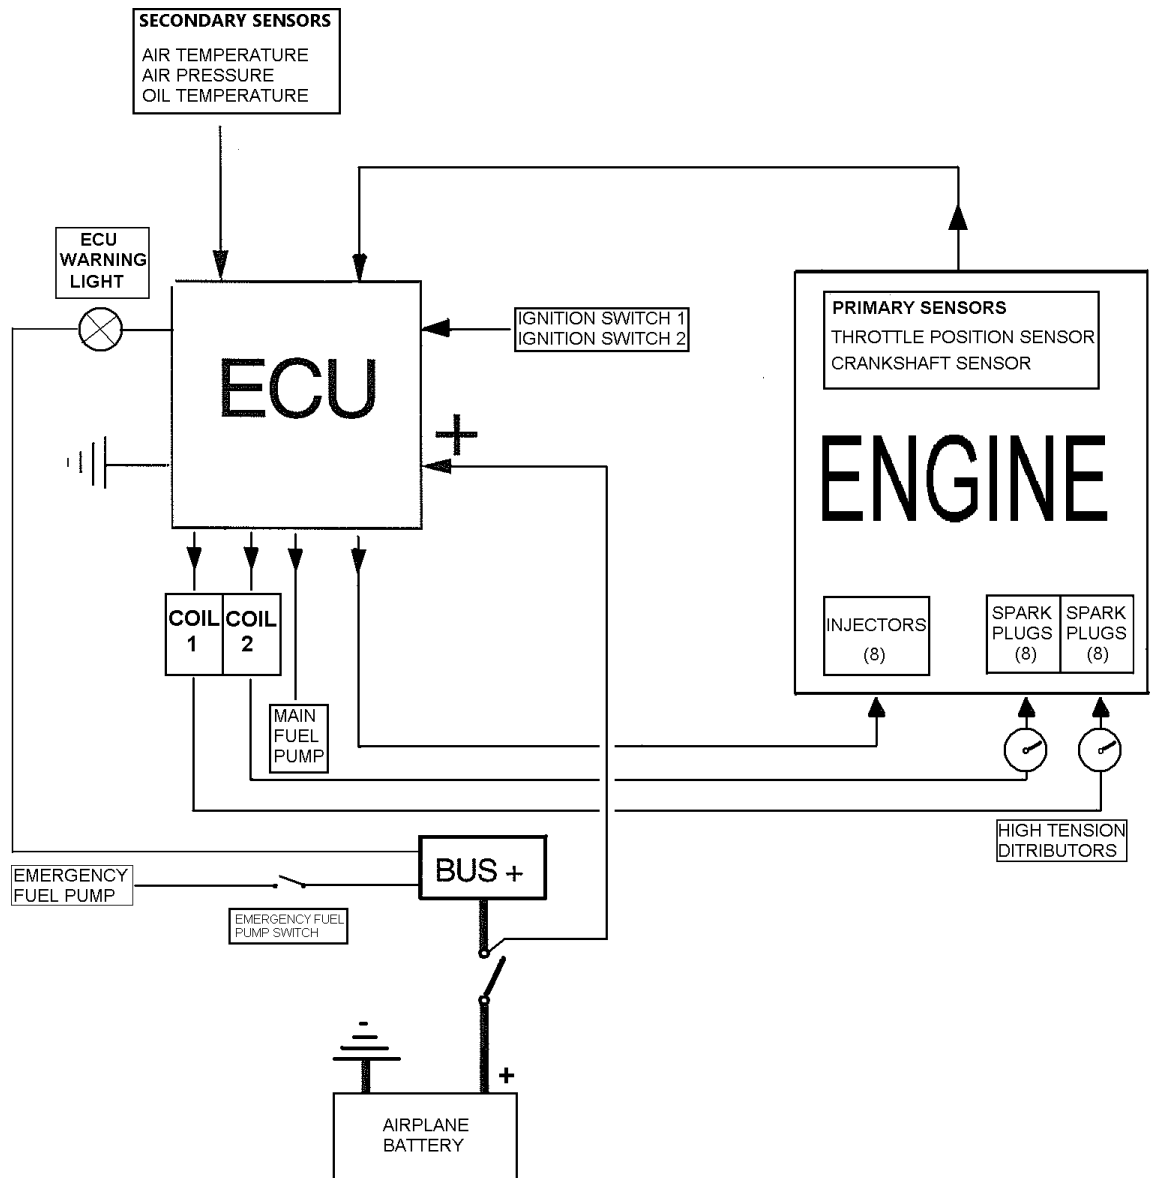 SECONDARY SENSORS
AIR TEMPERATURE
AIR PRESSURE
OIL TEMPERATURE
ECU
WARNING
LIGHT
IGNITION SWITCH 1
IGNITION SWITCH 2
PRIMARY SENSORS
THROTTLE POSITION SENSOR
CRANKSHAFT SENSOR
ECU
+
-
ENGINE
COIL
1
COIL
2
INJECTORS
(8)
SPARK
PLUGS
(8)
SPARK
PLUGS
(8)
MAIN
FUEL
PUMP
HIGH TENSION
DITRIBUTORS
BUS +
EMERGENCY
FUEL PUMP
EMERGENCY FUEL
PUMP SWITCH
-
+
AIRPLANE
BATTERY